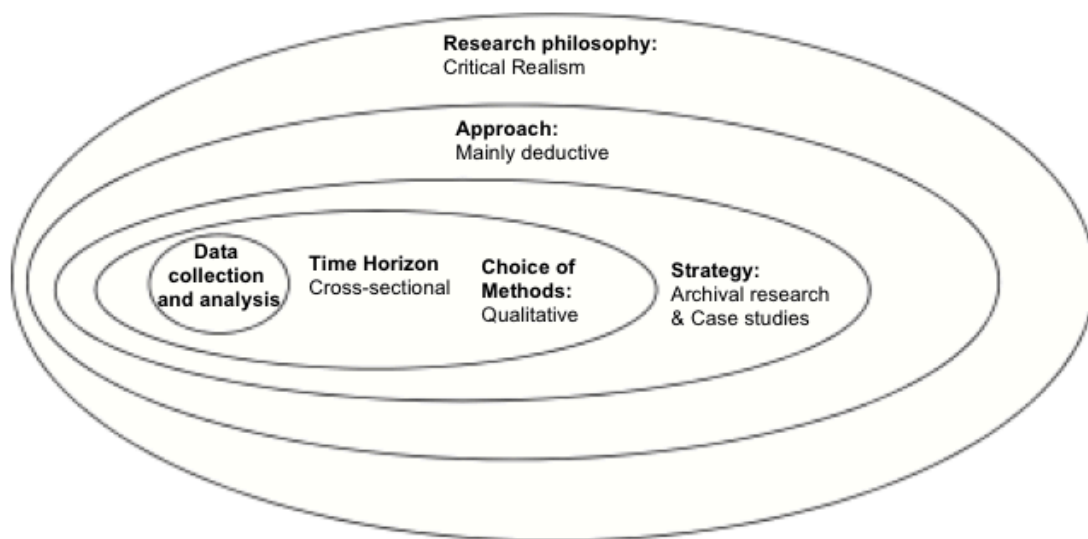 Research philosophy:
Critical Realism
Approach:
Mainly deductive
Data
collection
and analysis
Time Horizon
Cross-sectional
Choice of
Methods:
Qualitative
Strategy:
Archival research
& Case studies